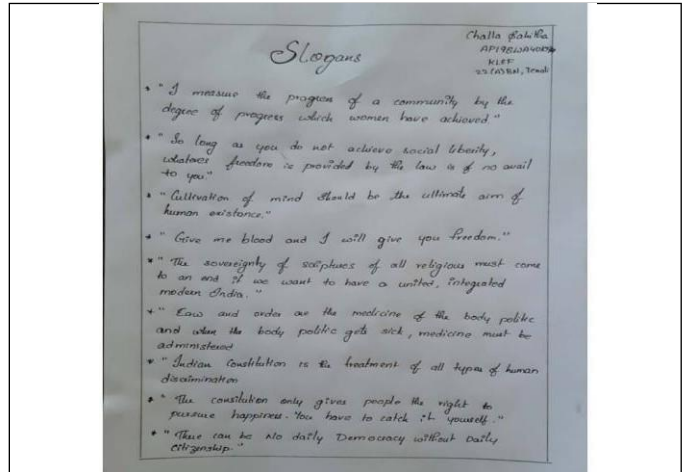 Slogans
Challa
KLEF
* "I measure the progress of a community by the
degree of progress which women have achieved"
* "So long as you do not achieve social liberity,
whatever freedom is provided by the law is of no avail
to you."
* "Cultivation of mind should be the ultimate aim of
human existance."
* "Give me blood and I will give you freedom."
* "The sovereignty of scriptures of all religious must come
to an end if we want to have a united, integrated
modern India."
* "Law and order are the medicine of the body politic
and when the body politic gets sick, medicine must be
administered
* "Indian Constitution is the treatment of all types of human
discrimination
* "The consitution only gives people the right to
pursue happiness. You have to catch it yourself."
* "There can be No daily Democracy without Daily
citizenship."